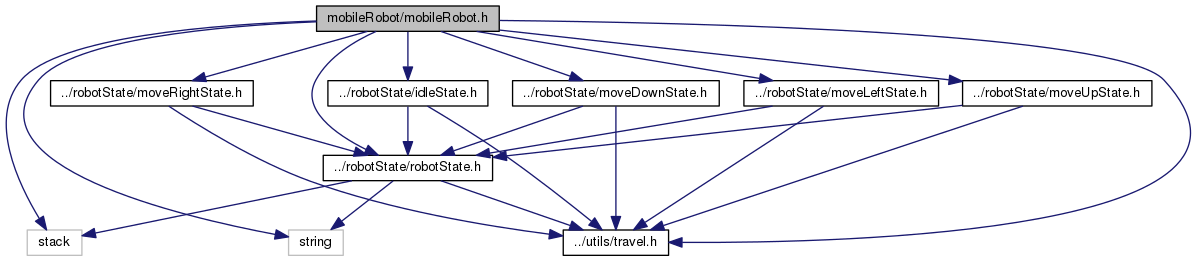 mobileRobot/mobileRobot.h
../robotState/moveRightState.h
../robotState/idleState.h
../robotState/moveDownState.h
../robotState/moveLeftState.h
../robotState/moveUpState.h
../robotState/robotState.h
stack
string
../utils/travel.h